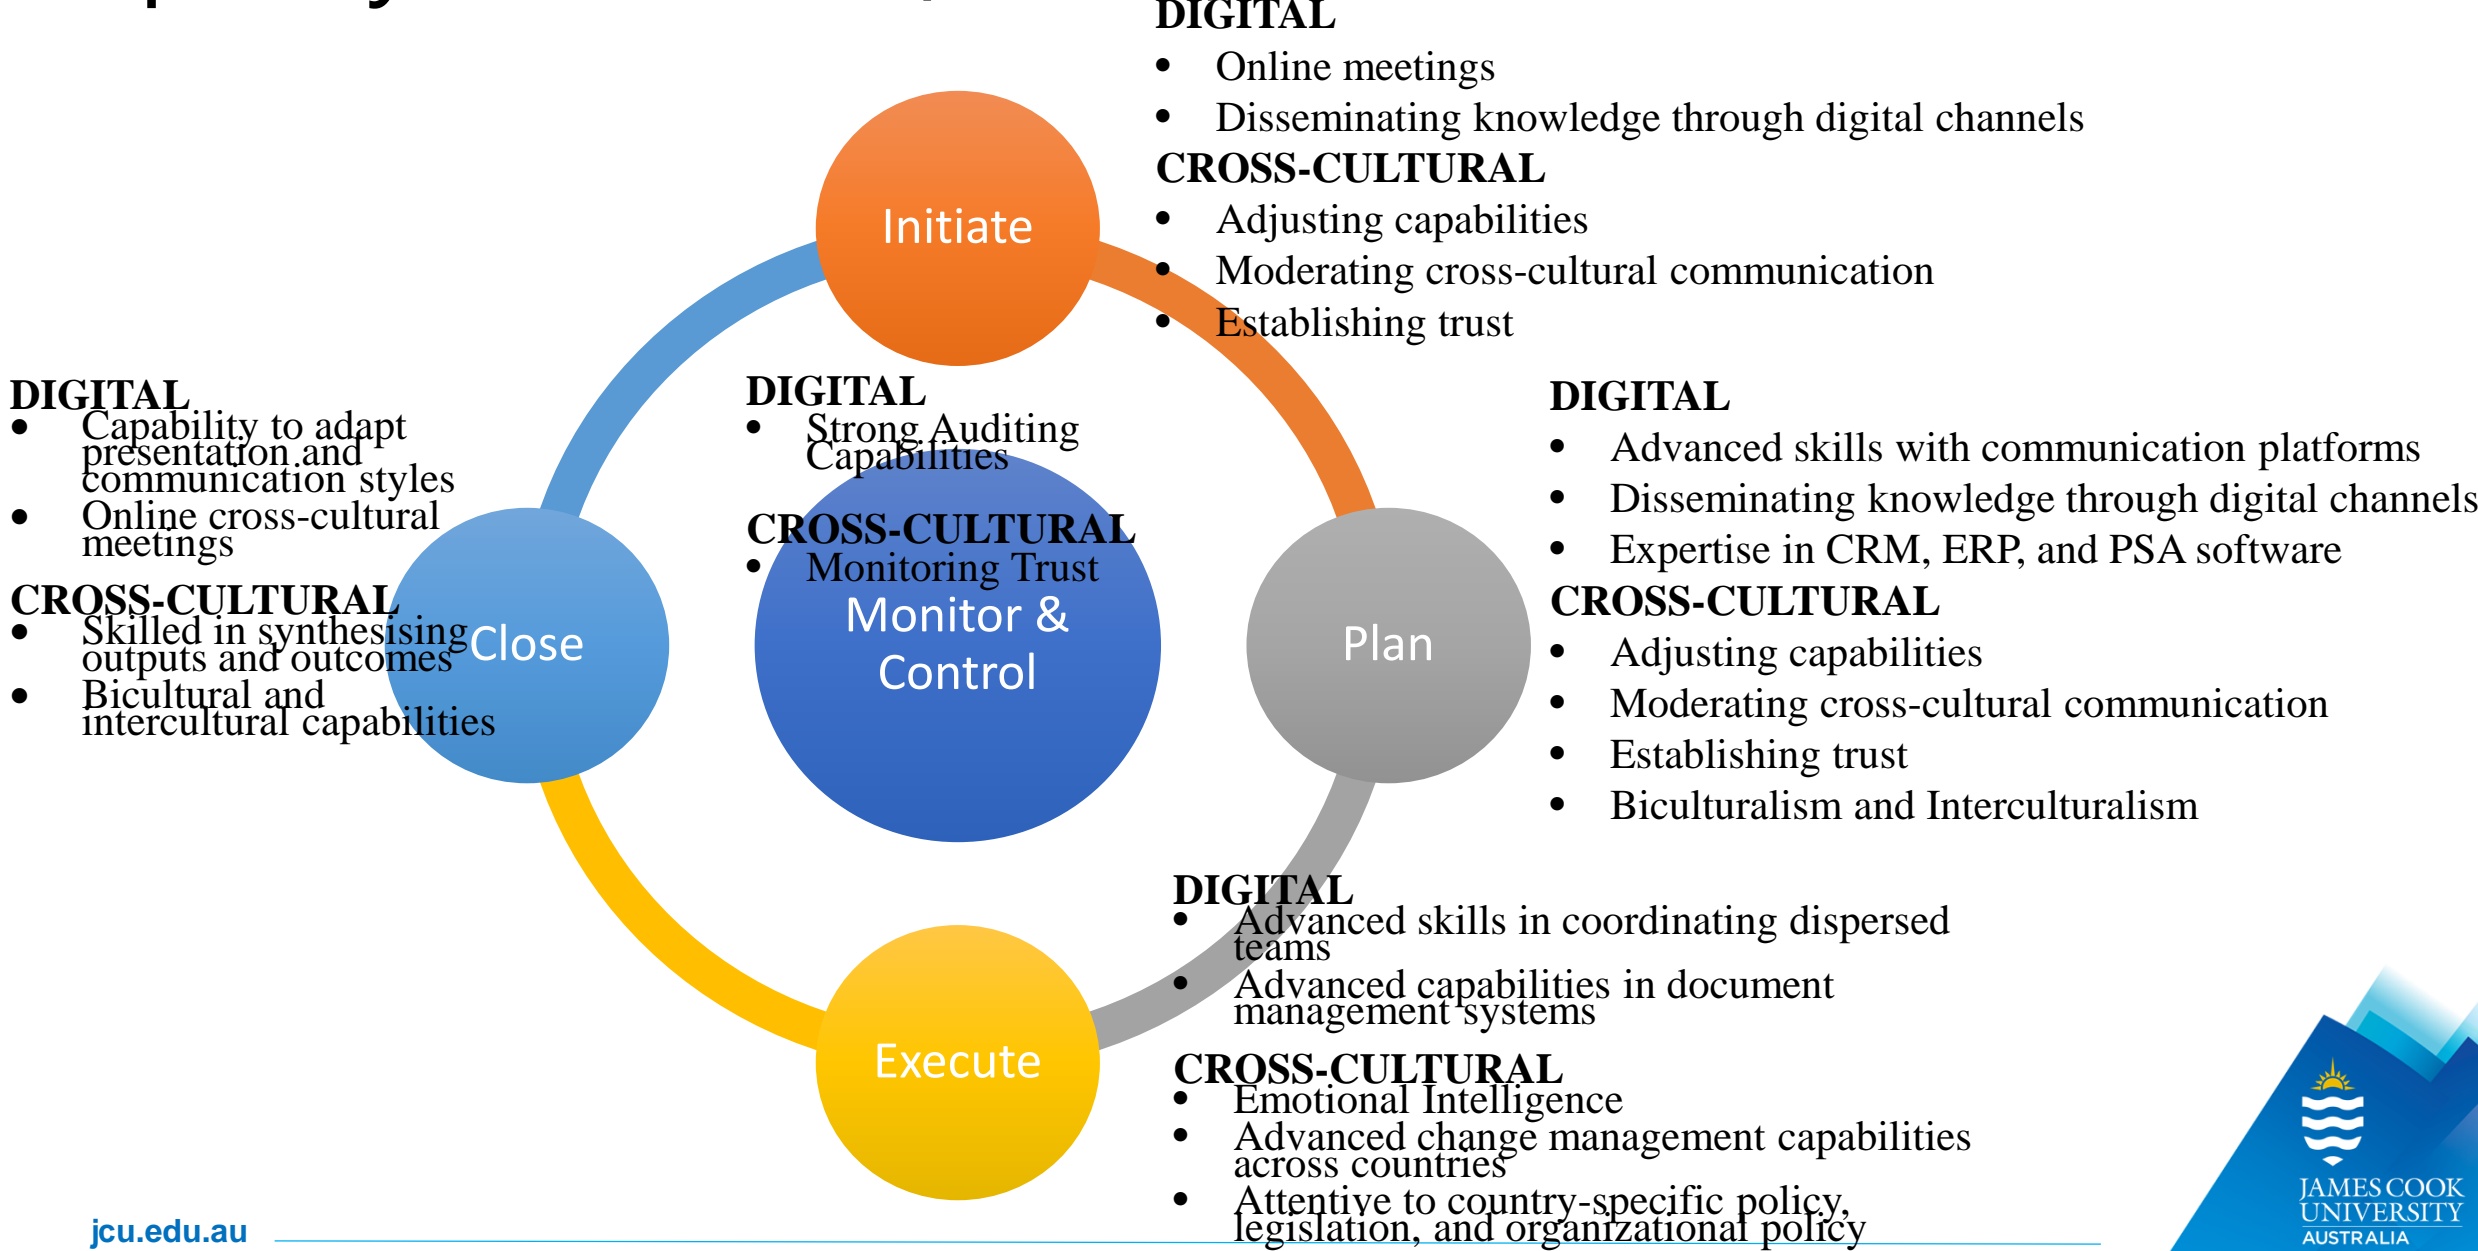 DIGITAL
• Online meetings
• Disseminating knowledge through digital channels
CROSS-CULTURAL
• Adjusting capabilities
• Moderating cross-cultural communication
• Establishing trust
Initiate
DIGITAL
• Capability to adapt
presentation and
communication styles
• Online cross-cultural
meetings
CROSS-CULTURAL
• Skilled in synthesising
outputs and outcomes
• Bicultural and
intercultural capabilities
Close
DIGITAL
• Strong Auditing
Capabilities
CROSS-CULTURAL
• Monitoring Trust
Monitor &
Control
Plan
DIGITAL
• Advanced skills with communication platforms
• Disseminating knowledge through digital channels
• Expertise in CRM, ERP, and PSA software
CROSS-CULTURAL
• Adjusting capabilities
• Moderating cross-cultural communication
• Establishing trust
• Biculturalism and Interculturalism
Execute
DIGITAL
• Advanced skills in coordinating dispersed
teams
• Advanced capabilities in document
management systems
CROSS-CULTURAL
• Emotional Intelligence
• Advanced change management capabilities
across countries
• Attentive to country-specific policy,
legislation, and organizational policy
jcu.edu.au
JAMES COOK
UNIVERSITY
AUSTRALIA